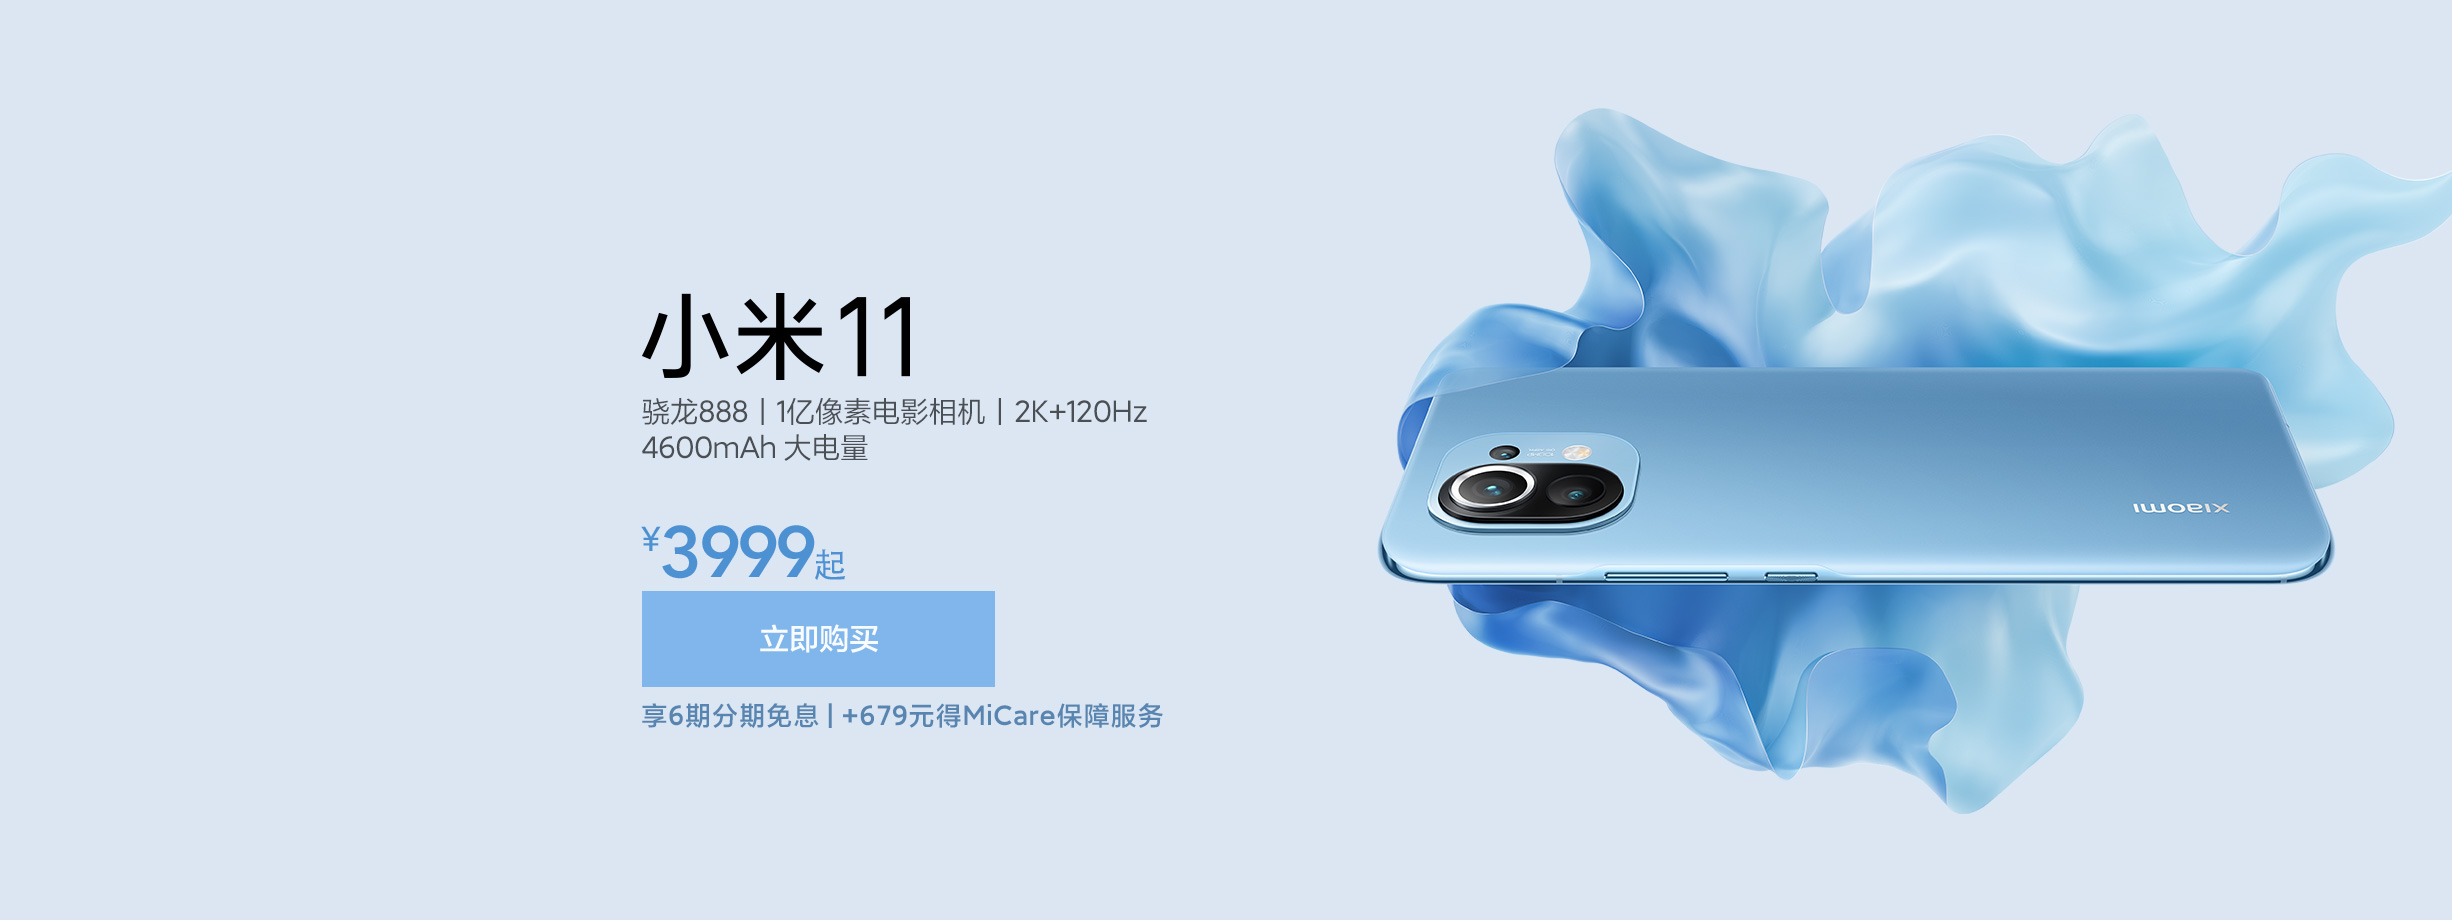 小米11
骁龙888 | 1亿像素电影相机 | 2K+120Hz
4600mAh 大电量
¥3999起
立即购买
享6期分期免息 | +679元得MiCare保障服务
xiaomi